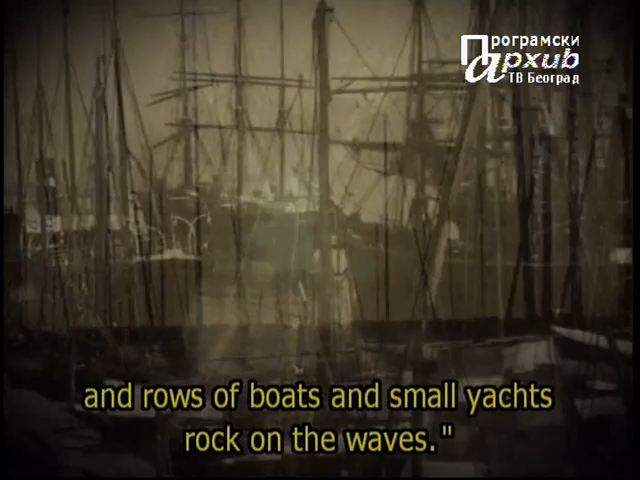 Програмски
Архив
ТВ Београд
and rows of boats and small yachts
rock on the waves."